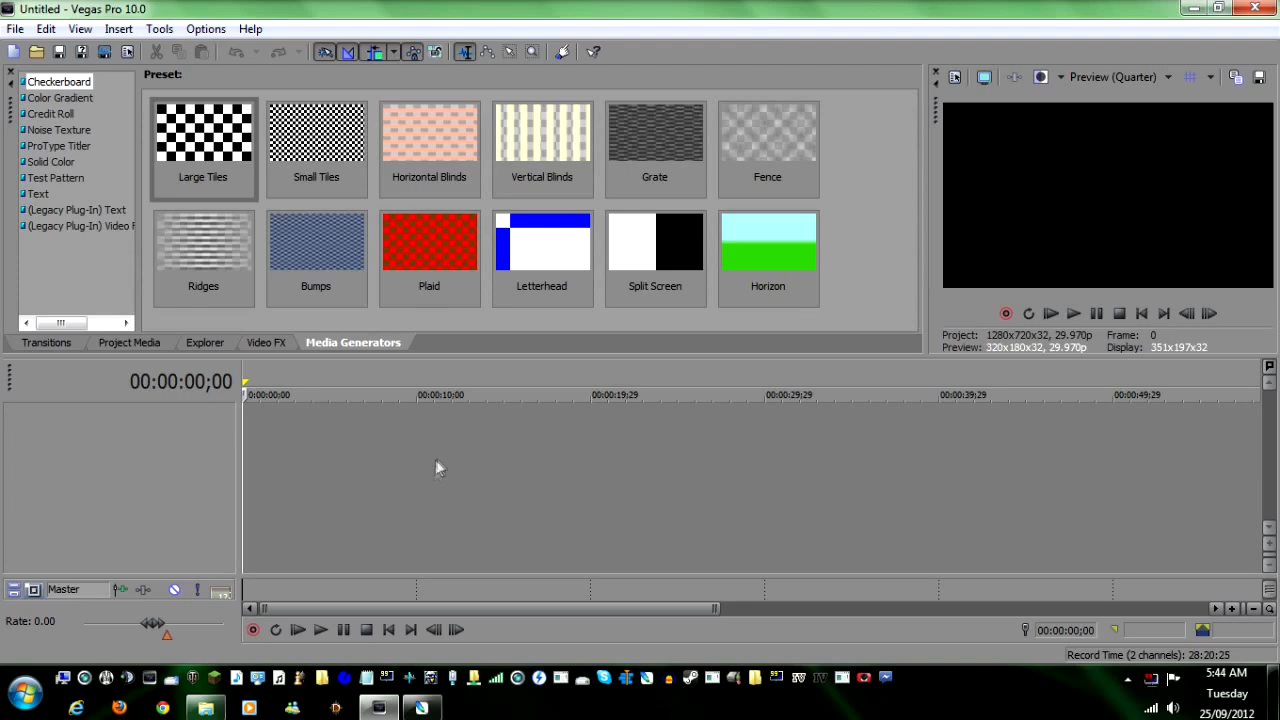 Untitled - Vegas Pro 10.0
File Edit View Insert Tools Options Help
Checkerboard
Color Gradient
Credit Roll
Noise Texture
ProType Titler
Solid Color
Test Pattern
Text
(Legacy Plug-In) Text
(Legacy Plug-In) Video F
Preset:
Large Tiles Small Tiles Horizontal Blinds Vertical Blinds Grate Fence
Ridges Bumps Plaid Letterhead Split Screen Horizon
Preview (Quarter)
Project: 1280x720x32, 29.970p Frame: 0
Preview: 320x180x32, 29.970p Display: 351x197x32
Transitions Project Media Explorer Video FX Media Generators
00:00:00;00
0:00:00;00 00:00:10;00 00:00:19;29 00:00:29;29 00:00:39;29 00:00:49;29
Master
Rate: 0.00
00:00:00;00
Record Time (2 channels): 28:20:25
5:44 AM
Tuesday
25/09/2012